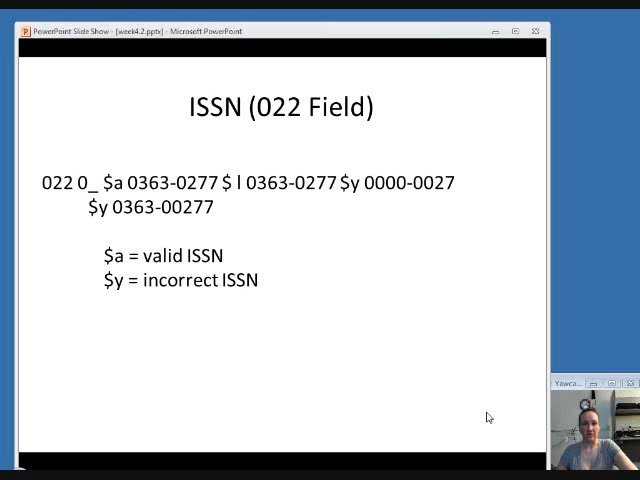 PowerPoint Slide Show - [week4.2.pptx] - Microsoft PowerPoint
ISSN (022 Field)
022 0_ $a 0363-0277 $ l 0363-0277 $y 0000-0027
$y 0363-00277
$a = valid ISSN
$y = incorrect ISSN
Yawca...